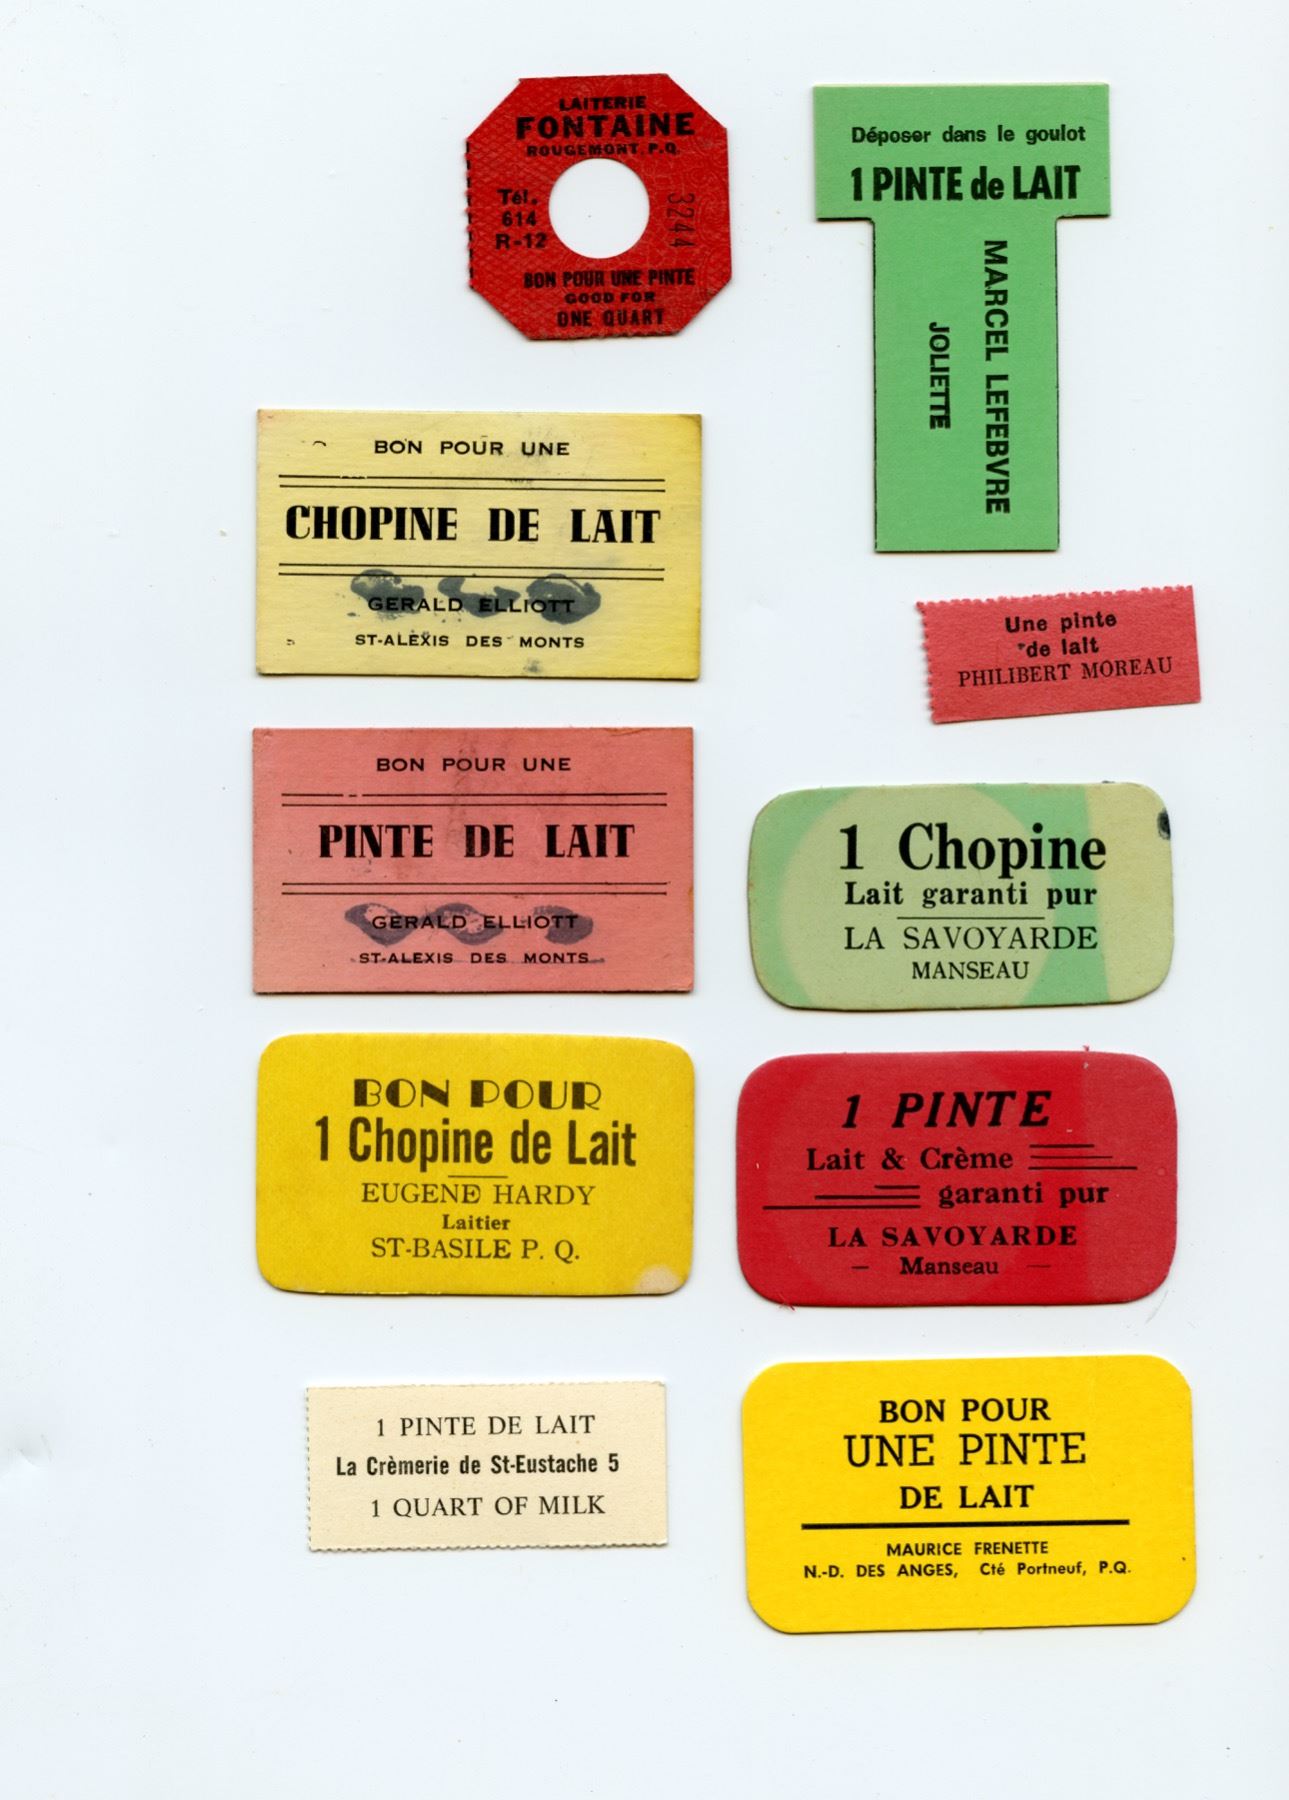 LAITERIE
FONTAINE
ROUGEMONT, P.Q.
Tél.
614
R-12
3244
BON POUR UNE PINTE
GOOD FOR
ONE QUART
Déposer dans le goulot
1 PINTE de LAIT
MARCEL LEFEBVRE
JOLIETTE
BON POUR UNE
CHOPINE DE LAIT
GERALD ELLIOTT
ST-ALEXIS DES MONTS
Une pinte
de lait
PHILIBERT MOREAU
BON POUR UNE
PINTE DE LAIT
GERALD ELLIOTT
ST-ALEXIS DES MONTS
1 Chopine
Lait garanti pur
LA SAVOYARDE
MANSEAU
BON POUR
1 Chopine de Lait
EUGENE HARDY
Laitier
ST-BASILE P. Q.
1 PINTE
Lait & Crème
garanti pur
LA SAVOYARDE
- Manseau -
1 PINTE DE LAIT
La Crèmerie de St-Eustache 5
1 QUART OF MILK
BON POUR
UNE PINTE
DE LAIT
MAURICE FRENETTE
N.-D. DES ANGES, Cté Portneuf, P.Q.